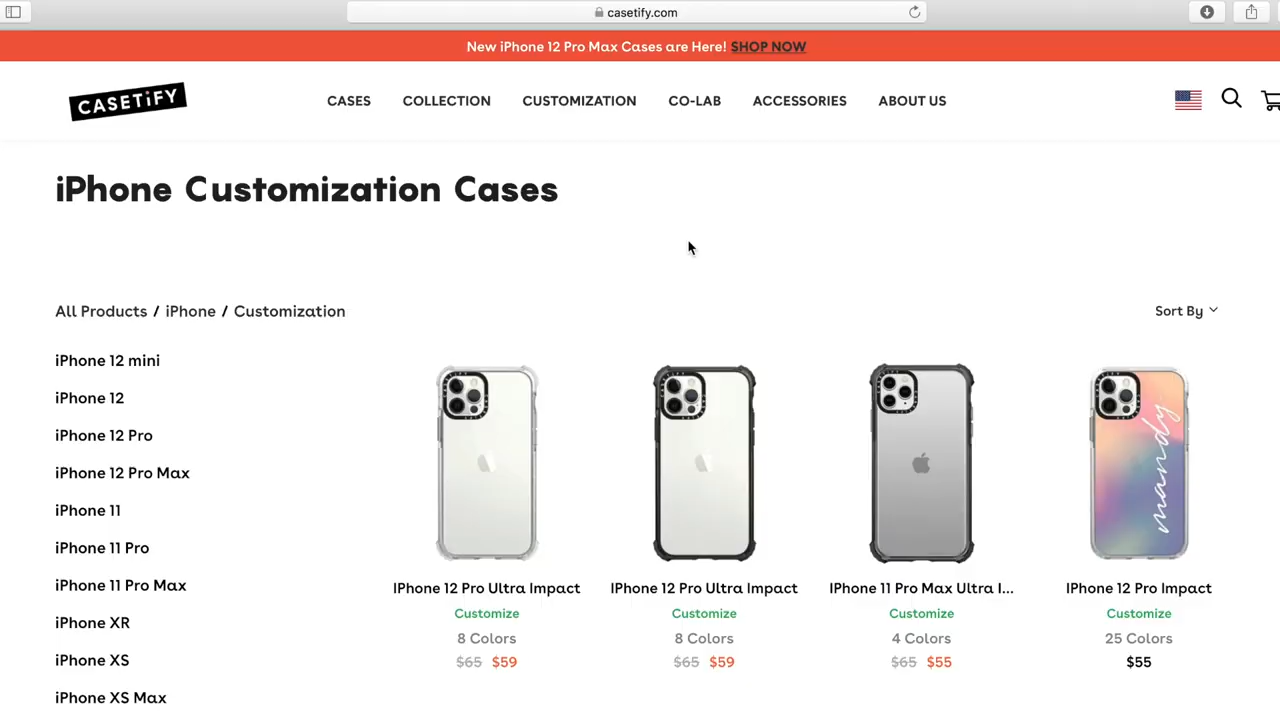 casetify.com
New iPhone 12 Pro Max Cases are Here! SHOP NOW
CASETiFY
CASES COLLECTION CUSTOMIZATION CO-LAB ACCESSORIES ABOUT US
iPhone Customization Cases
All Products / iPhone / Customization
Sort By
iPhone 12 mini
iPhone 12
iPhone 12 Pro
iPhone 12 Pro Max
iPhone 11
iPhone 11 Pro
iPhone 11 Pro Max
iPhone XR
iPhone XS
iPhone XS Max
mandy
IPhone 12 Pro Ultra Impact
Customize
8 Colors
$65 $59
IPhone 12 Pro Ultra Impact
Customize
8 Colors
$65 $59
IPhone 11 Pro Max Ultra I...
Customize
4 Colors
$65 $55
IPhone 12 Pro Impact
Customize
25 Colors
$55